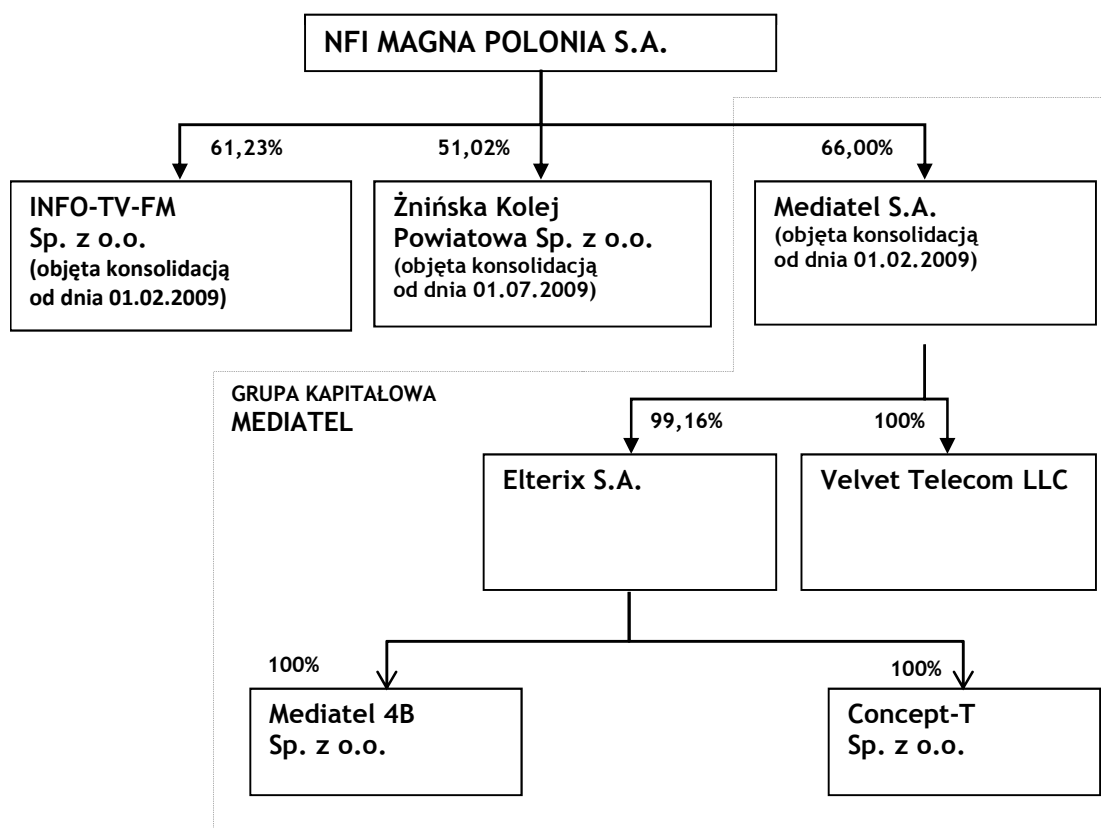 NFI MAGNA POLONIA S.A.
61,23%
51,02%
66,00%
INFO-TV-FM
Sp. z o.o.
(objęta konsolidacją
od dnia 01.02.2009)
Żnińska Kolej
Powiatowa Sp. z o.o.
(objęta konsolidacją
od dnia 01.07.2009)
Mediatel S.A.
(objęta konsolidacją
od dnia 01.02.2009)
GRUPA KAPITAŁOWA
MEDIATEL
99,16%
100%
Elterix S.A.
Velvet Telecom LLC
100%
100%
Mediatel 4B
Sp. z o.o.
Concept-T
Sp. z o.o.